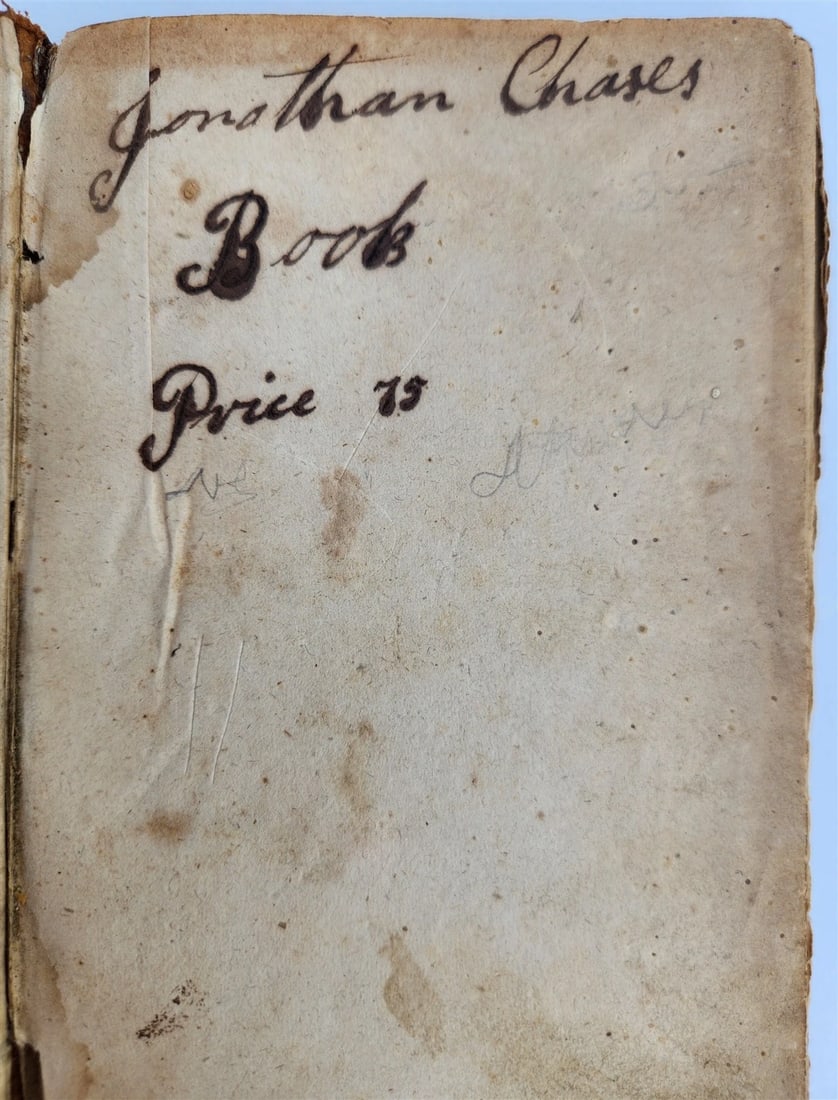 Jonathan Chases
Book
Price 75